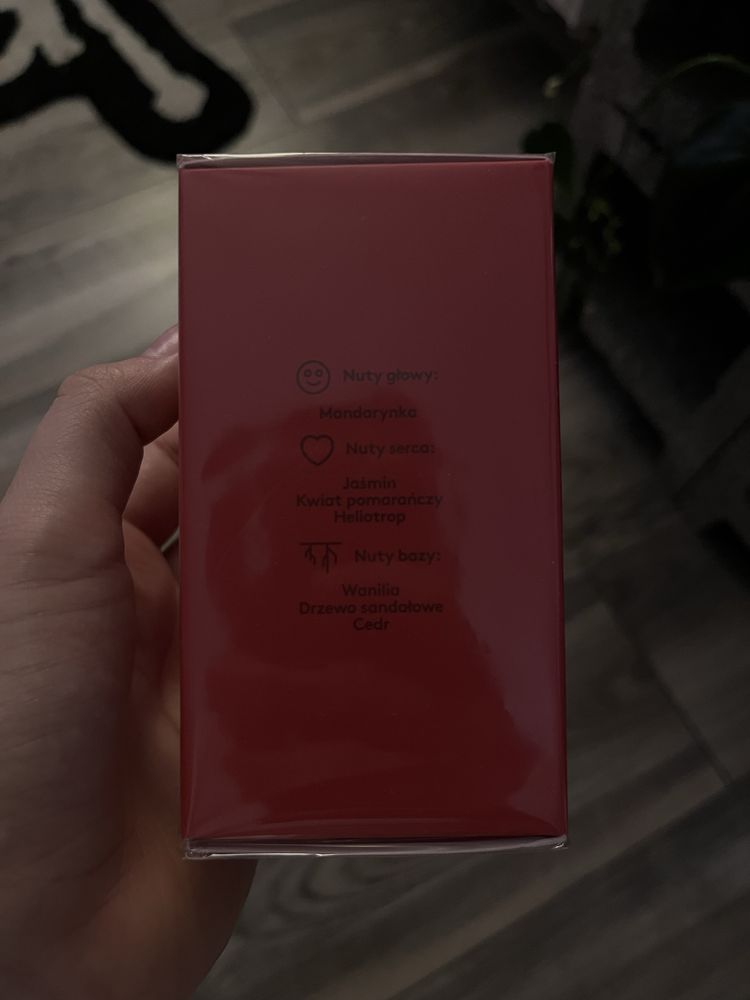 Nuty głowy:
Mandarynka
Nuty serca:
Jaśmin
Kwiat pomarańczy
Heliotrop
Nuty bazy:
Wanilia
Drzewo sandałowe
Cedr